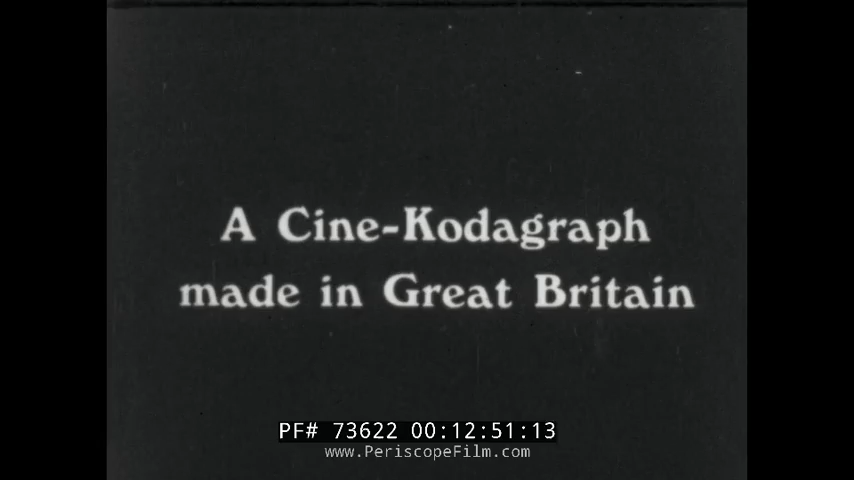 A Cine-Kodagraph
made in Great Britain
PF# 73622 00:12:51:13
www.PeriscopeFilm.com